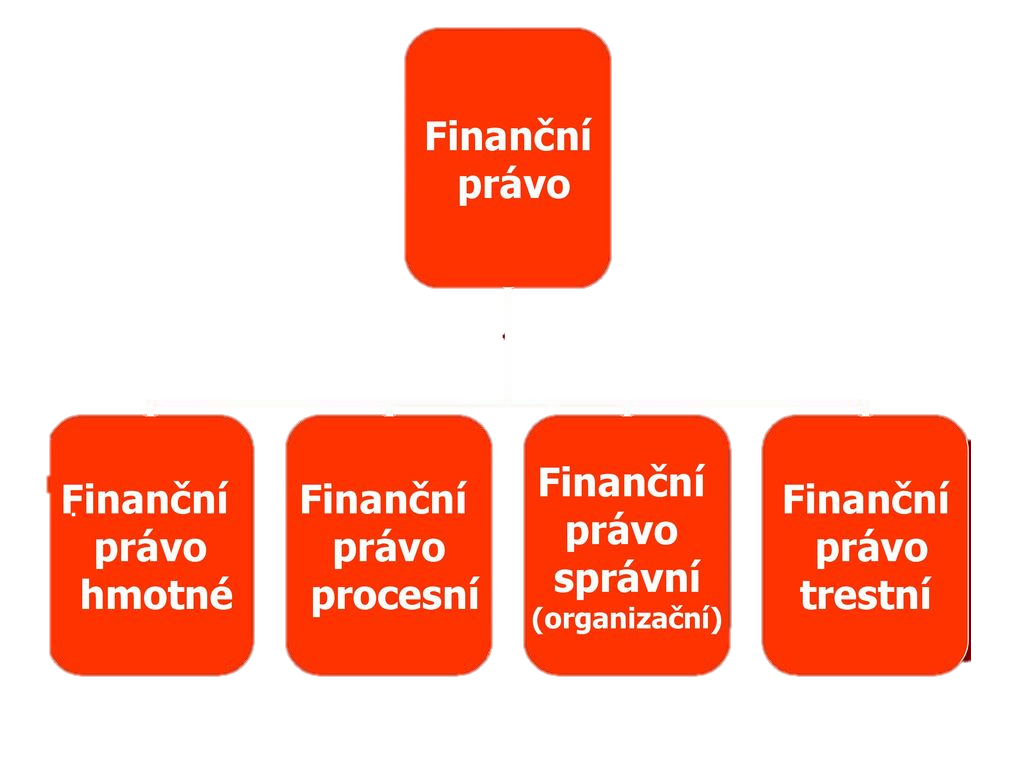 Finanční
právo
Finanční
právo
hmotné
Finanční
právo
procesní
Finanční
právo
správní
(organizační)
Finanční
právo
trestní